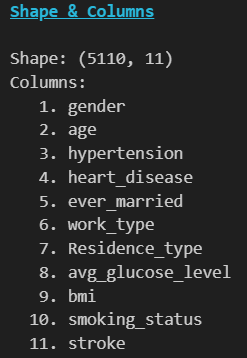 Shape & Columns
Shape: (5110, 11)
Columns:
1. gender
2. age
3. hypertension
4. heart_disease
5. ever_married
6. work_type
7. Residence_type
8. avg_glucose_level
9. bmi
10. smoking_status
11. stroke